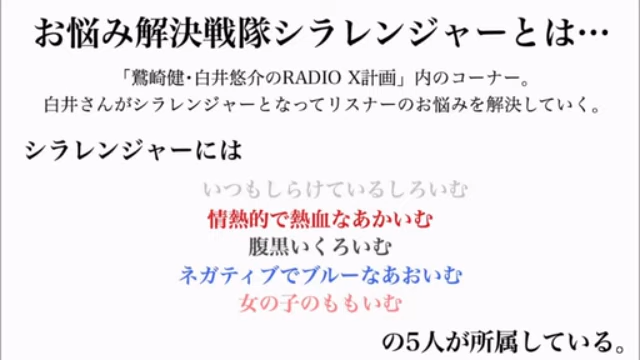 お悩み解決戦隊シラレンジャーとは…
「鷲崎健・白井悠介のRADIO X計画」内のコーナー。
白井さんがシラレンジャーとなってリスナーのお悩みを解決していく。
シラレンジャーには
いつもしらけているしろいむ
情熱的で熱血なあかいむ
腹黒いくろいむ
ネガティブでブルーなあおいむ
女の子のももいむ
の5人が所属している。